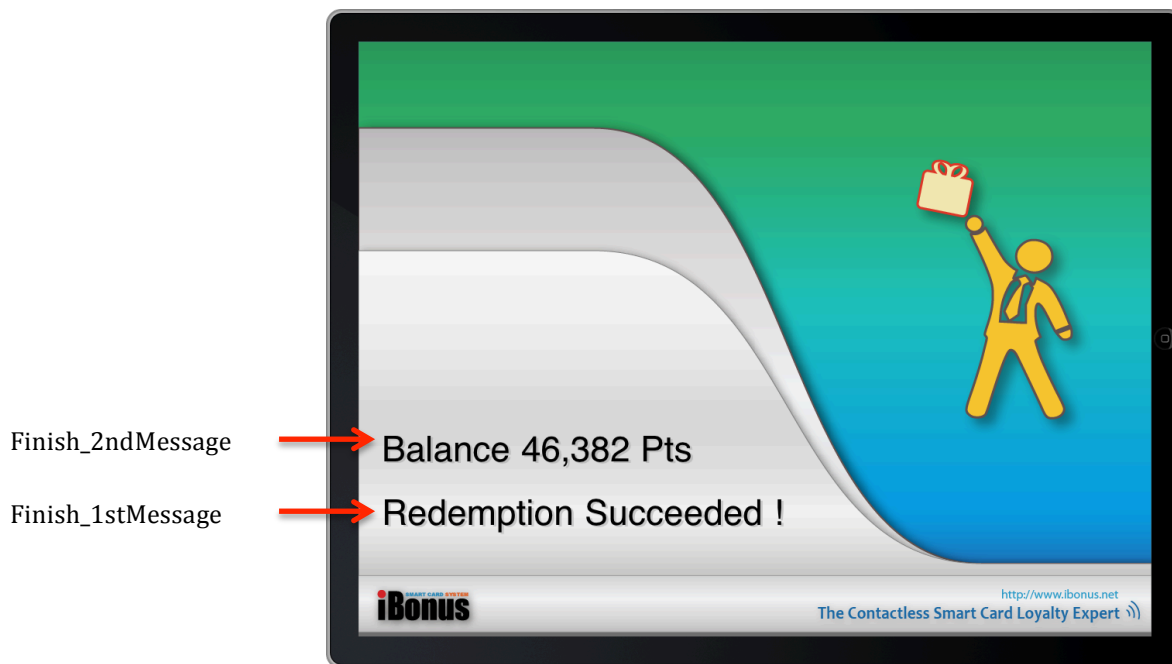 Finish_2ndMessage
Balance 46,382 Pts
Finish_1stMessage
Redemption Succeeded !
SMART CARD SYSTEM
iBonus
http://www.ibonus.net
The Contactless Smart Card Loyalty Expert